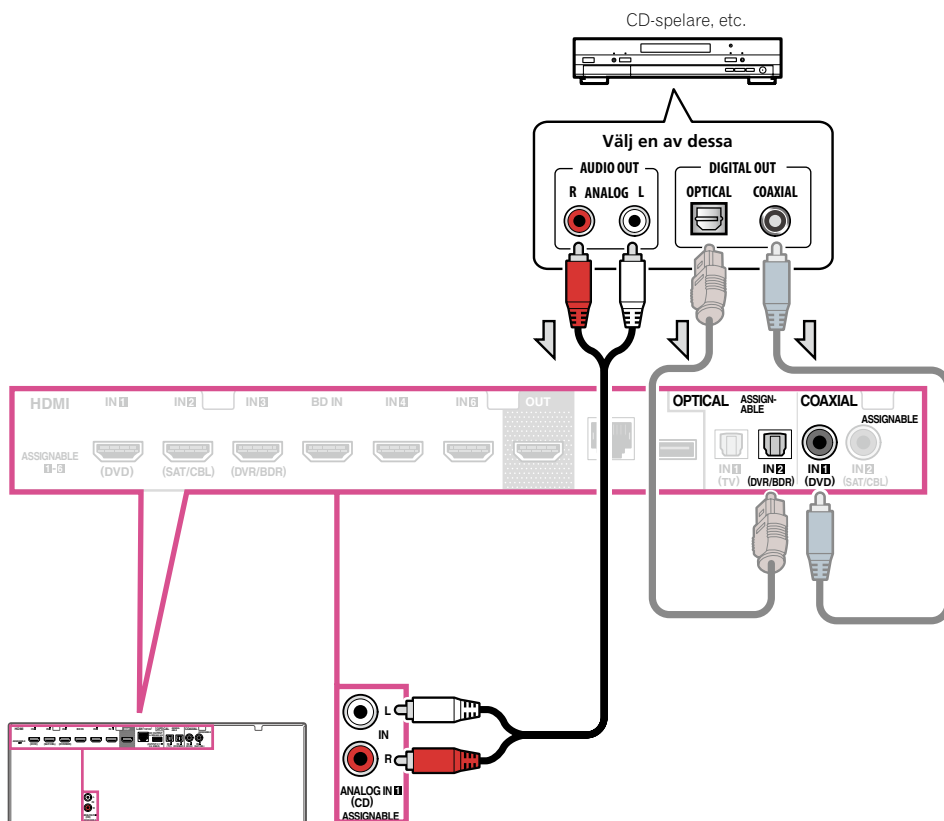 CD-spelare, etc.
Välj en av dessa
AUDIO OUT
DIGITAL OUT
R ANALOG L
OPTICAL
COAXIAL
HDMI
IN 1
IN 2
IN 3
BD IN
IN 4
IN 6
OUT
OPTICAL
ASSIGN-
ABLE
COAXIAL
ASSIGNABLE
ASSIGNABLE
1-6
(DVD)
(SAT/CBL)
(DVR/BDR)
IN 1
(TV)
IN 2
(DVR/BDR)
IN 1
(DVD)
IN 2
(SAT/CBL)
L
IN
R
ANALOG IN 1
(CD)
ASSIGNABLE